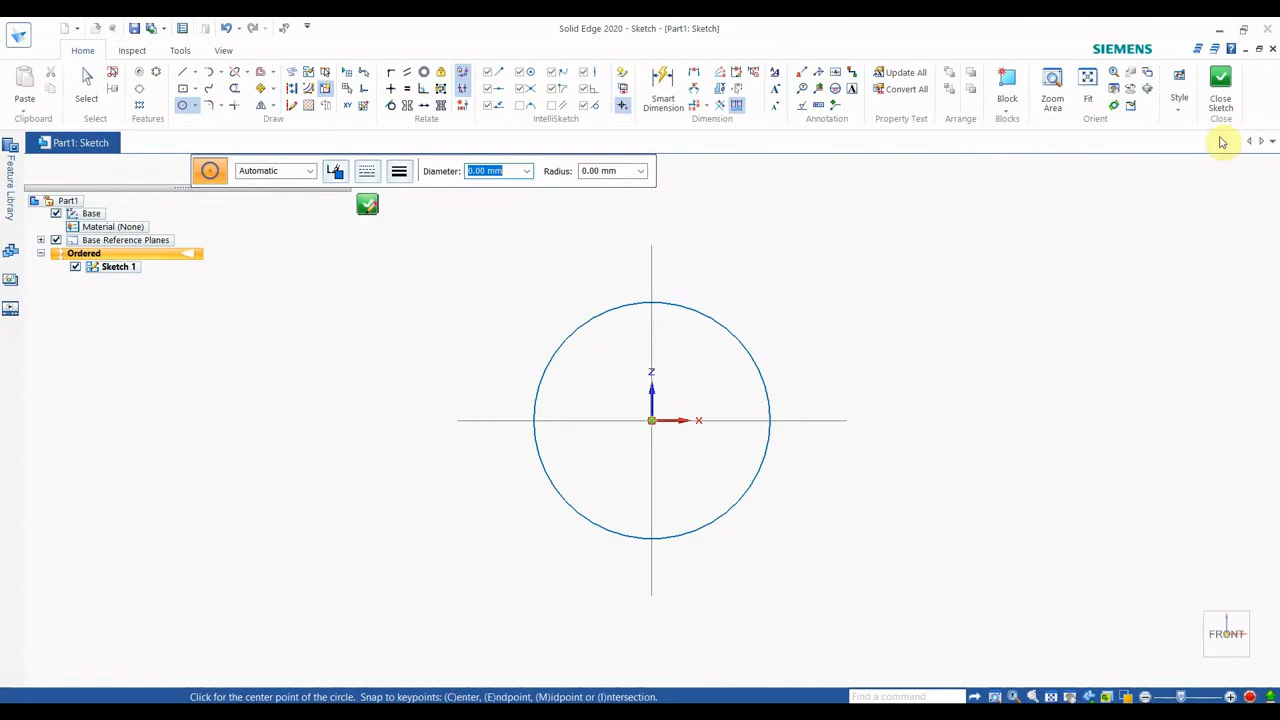 Solid Edge 2020 - Sketch - [Part1: Sketch]
Home Inspect Tools View
SIEMENS
Paste
Select
Smart Dimension
Update All
Convert All
Block
Zoom Area
Fit
Style
Close Sketch
Clipboard Select Features Draw Relate IntelliSketch Dimension Annotation Property Text Arrange Blocks Orient Close
Part1: Sketch
Feature Library
Automatic Diameter: 0.00 mm Radius: 0.00 mm
Part1
Base
Material (None)
Base Reference Planes
Ordered
Sketch 1
Z
X
FRONT
Click for the center point of the circle. Snap to keypoints: (C)enter, (E)ndpoint, (M)idpoint or (I)ntersection.
Find a command